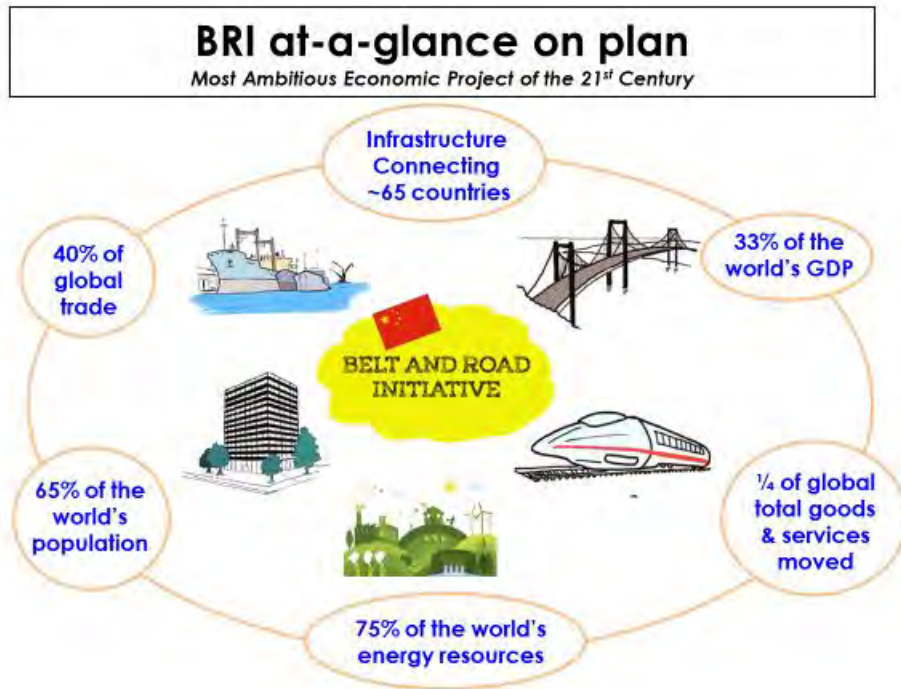 BRI at-a-glance on plan
Most Ambitious Economic Project of the 21st Century
Infrastructure
Connecting
~65 countries
40% of
global
trade
33% of the
world's GDP
BELT AND ROAD
INITIATIVE
65% of the
world's
population
¼ of global
total goods
& services
moved
75% of the world's
energy resources